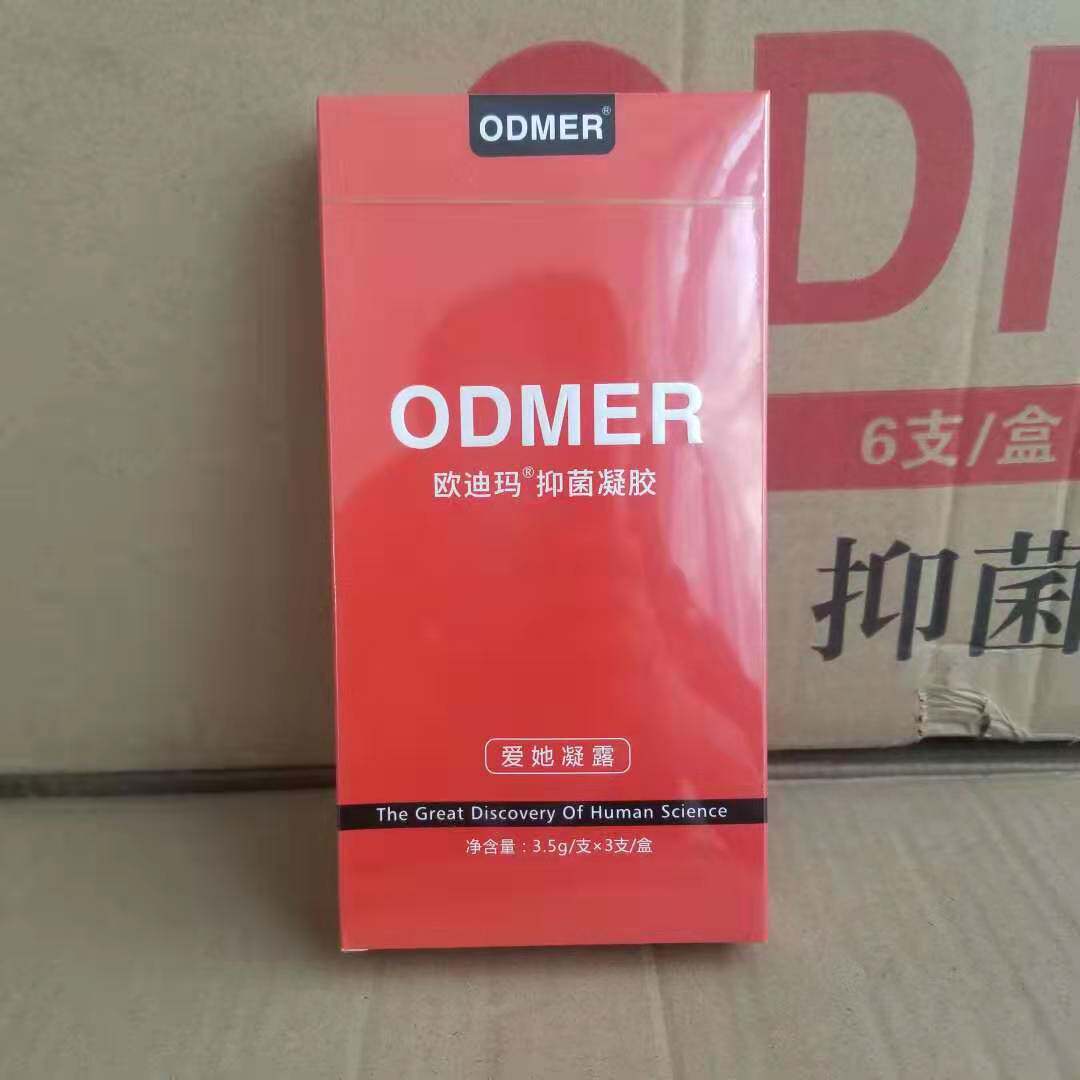 ODMER®
ODMER
欧迪玛®抑菌凝胶
爱她凝露
The Great Discovery Of Human Science
净含量：3.5g/支×3支/盒
6支/盒
抑菌